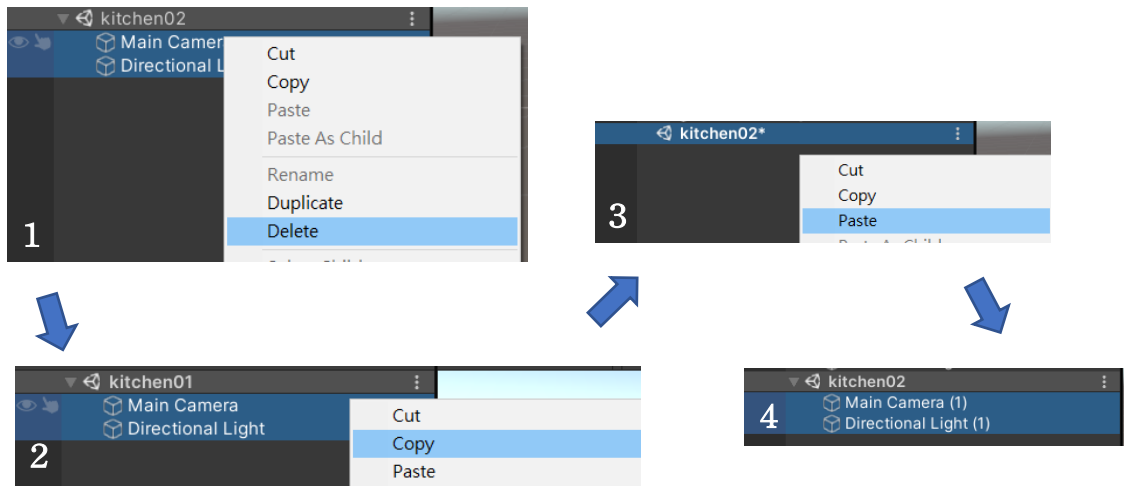 kitchen02
Main Camer
Directional L
Cut
Copy
Paste
Paste As Child
Rename
Duplicate
Delete
1
kitchen01
Main Camera
Directional Light
Cut
Copy
Paste
2
kitchen02*
Cut
Copy
Paste
3
kitchen02
Main Camera (1)
Directional Light (1)
4